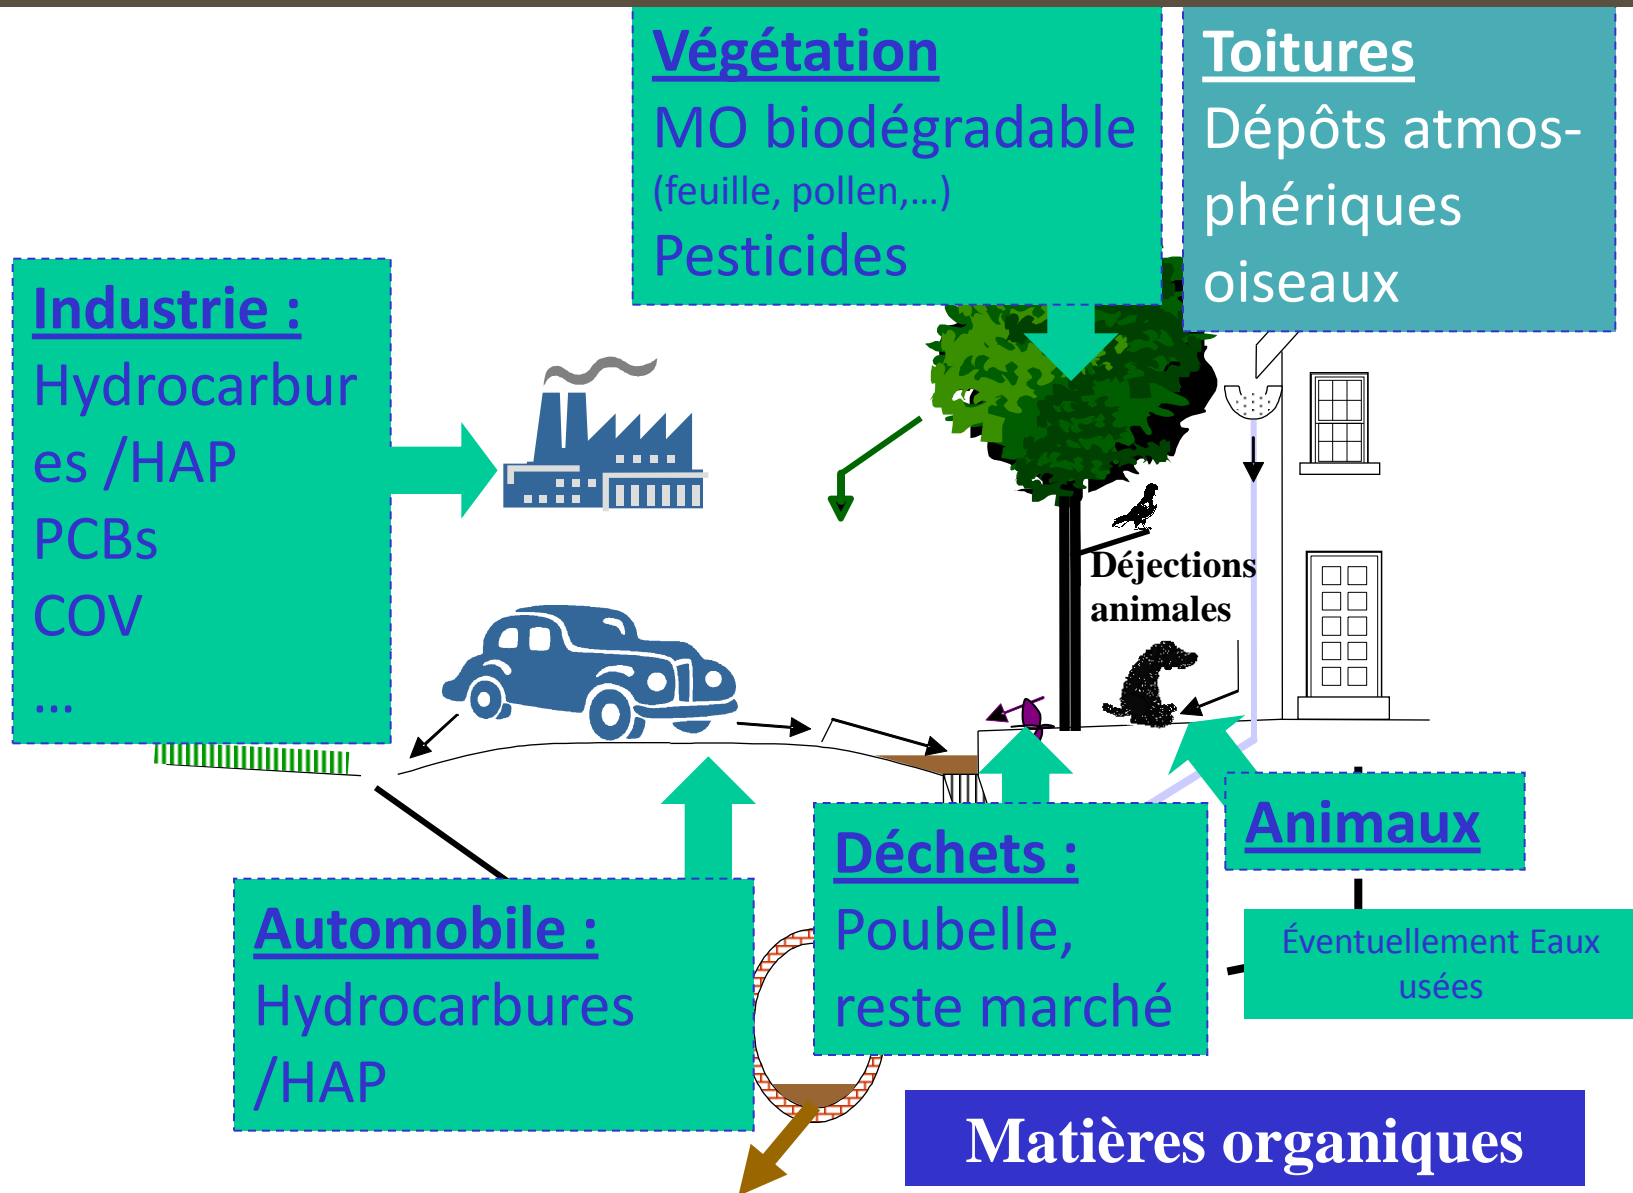 Végétation
MO biodégradable
(feuille, pollen,...)
Pesticides
Toitures
Dépôts atmos-
phériques
oiseaux
Industrie :
Hydrocarbur
es /HAP
PCBs
COV
...
Déjections
animales
Automobile :
Hydrocarbures
/HAP
Déchets :
Poubelle,
reste marché
Animaux
Éventuellement Eaux
usées
Matières organiques